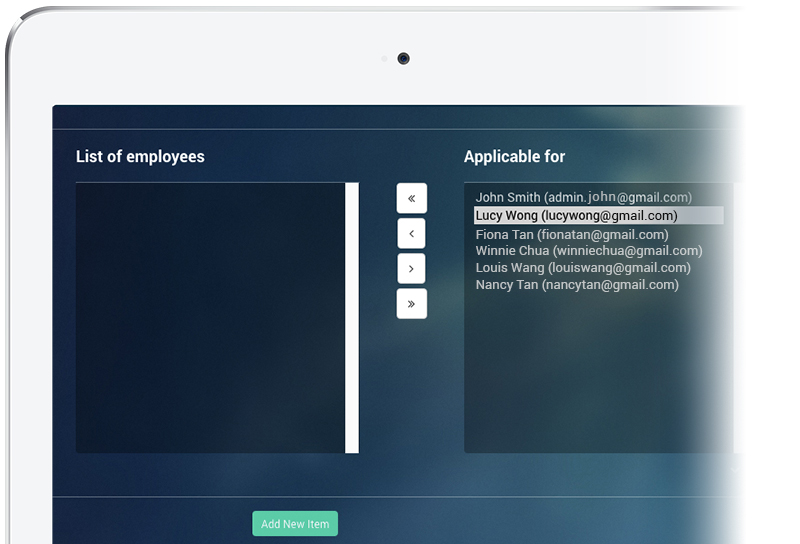 List of employees
Applicable for
«
‹
›
»
John Smith (admin.john@gmail.com)
Lucy Wong (lucywong@gmail.com)
Fiona Tan (fionatan@gmail.com)
Winnie Chua (winniechua@gmail.com)
Louis Wang (louiswang@gmail.com)
Nancy Tan (nancytan@gmail.com)
Add New Item